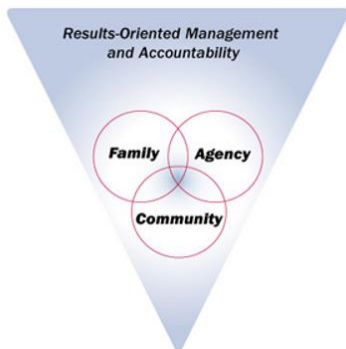 Results-Oriented Management
and Accountability
Family
Agency
Community